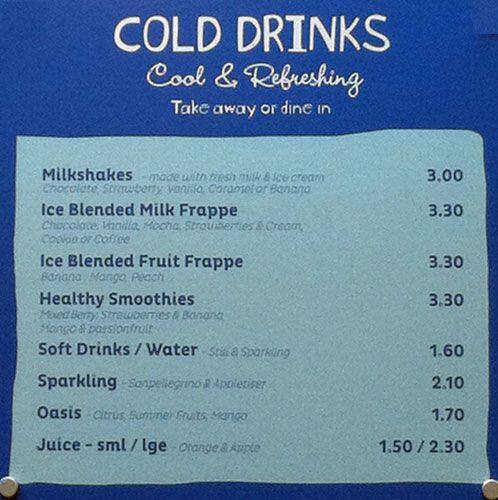 COLD DRINKS
Cool & Refreshing
Take away or dine in
Milkshakes - made with fresh milk & ice cream 3.00
Chocolate, Strawberry, Vanilla, Caramel or Banana
Ice Blended Milk Frappe 3.30
Chocolate, Vanilla, Mocha, Strawberries & Cream,
Cookie or Coffee
Ice Blended Fruit Frappe 3.30
Banana, Mango, Peach
Healthy Smoothies 3.30
Mixed Berry, Strawberries & Banana
Mango & passionfruit
Soft Drinks / Water - Still & Sparkling 1.60
Sparkling - Sanpellegrino & Appletiser 2.10
Oasis - Citrus, Summer Fruits, Mango 1.70
Juice - sml / lge - Orange & Apple 1.50 / 2.30